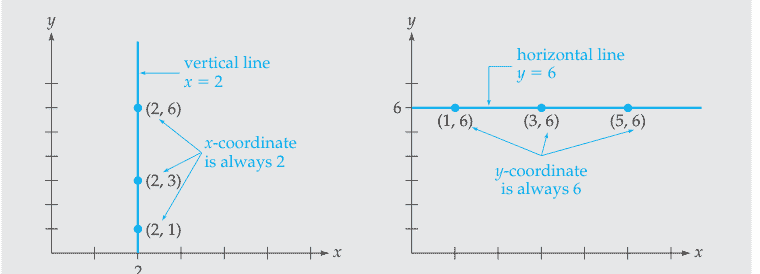 y
vertical line
x = 2
(2, 6)
x-coordinate
is always 2
(2, 3)
(2, 1)
x
2
y
horizontal line
y = 6
6
(1, 6)
(3, 6)
(5, 6)
y-coordinate
is always 6
x